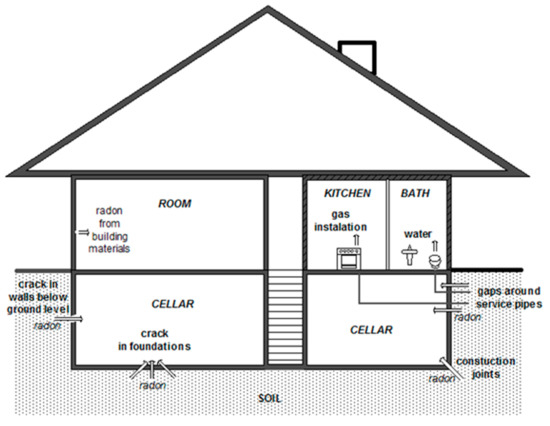 ROOM
KITCHEN
BATH
radon
from
building
materials
gas
instalation
water
crack in
walls below
ground level
radon
CELLAR
crack
in foundations
radon
CELLAR
gaps around
service pipes
radon
constuction
joints
radon
SOIL